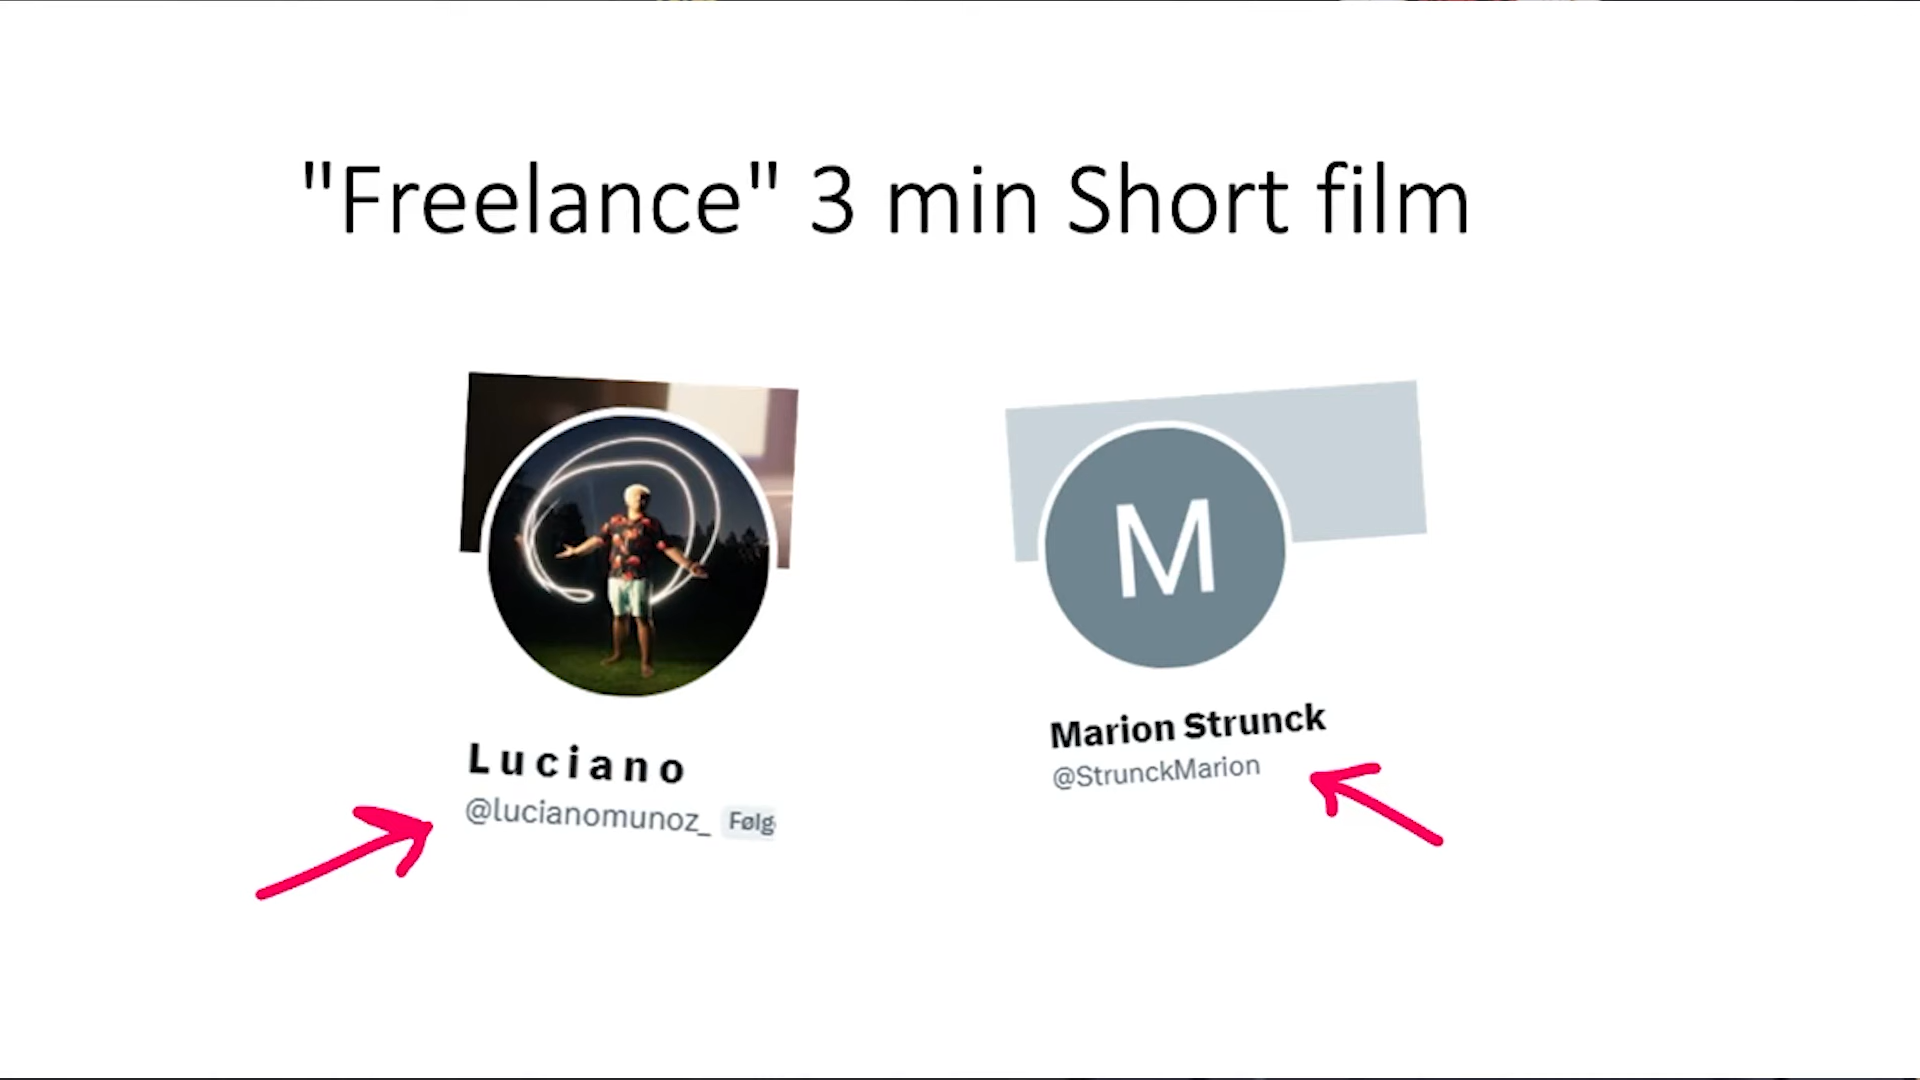 "Freelance" 3 min Short film
M
Luciano
@lucianomunoz_ Følg
Marion Strunck
@StrunckMarion